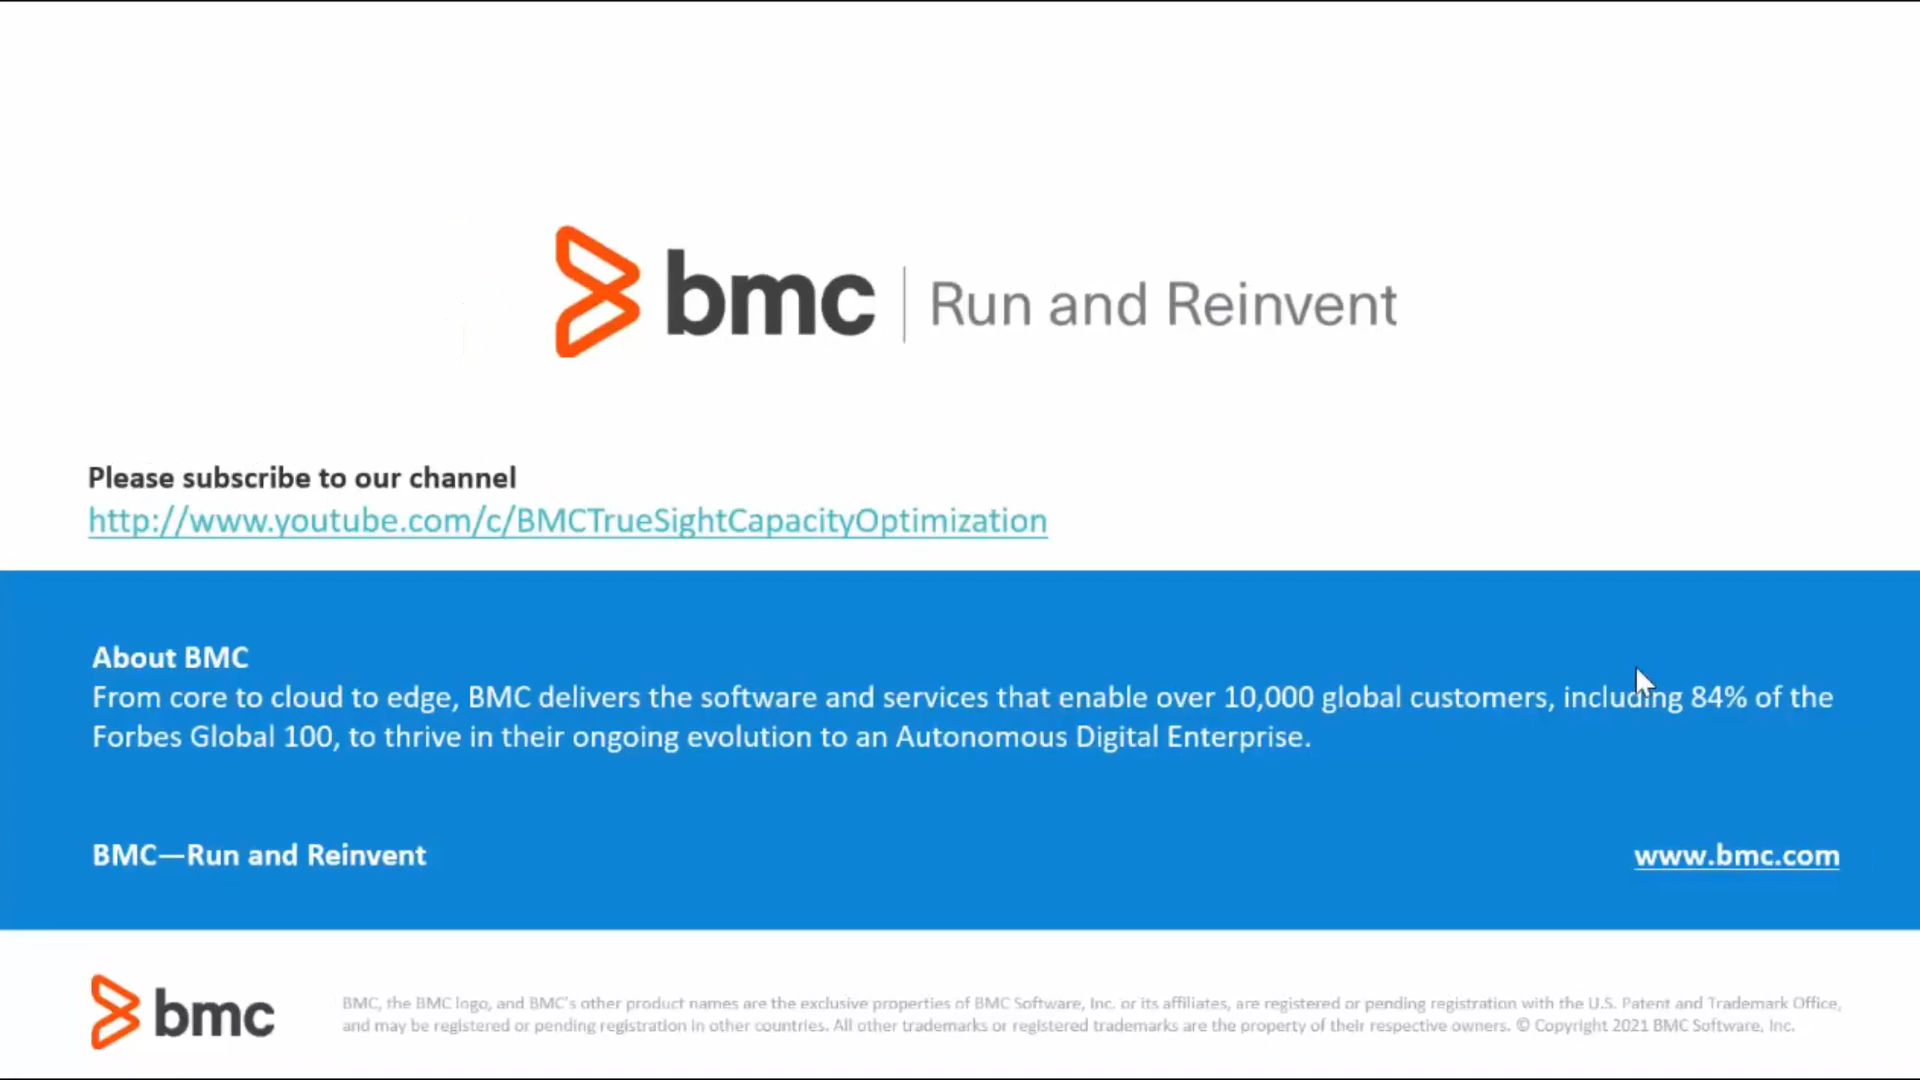 bmc | Run and Reinvent
Please subscribe to our channel
http://www.youtube.com/c/BMCTrueSightCapacityOptimization
About BMC
From core to cloud to edge, BMC delivers the software and services that enable over 10,000 global customers, including 84% of the
Forbes Global 100, to thrive in their ongoing evolution to an Autonomous Digital Enterprise.
BMC—Run and Reinvent
www.bmc.com
bmc
BMC, the BMC logo, and BMC's other product names are the exclusive properties of BMC Software, Inc. or its affiliates, are registered or pending registration with the U.S. Patent and Trademark Office,
and may be registered or pending registration in other countries. All other trademarks or registered trademarks are the property of their respective owners. © Copyright 2021 BMC Software, Inc.